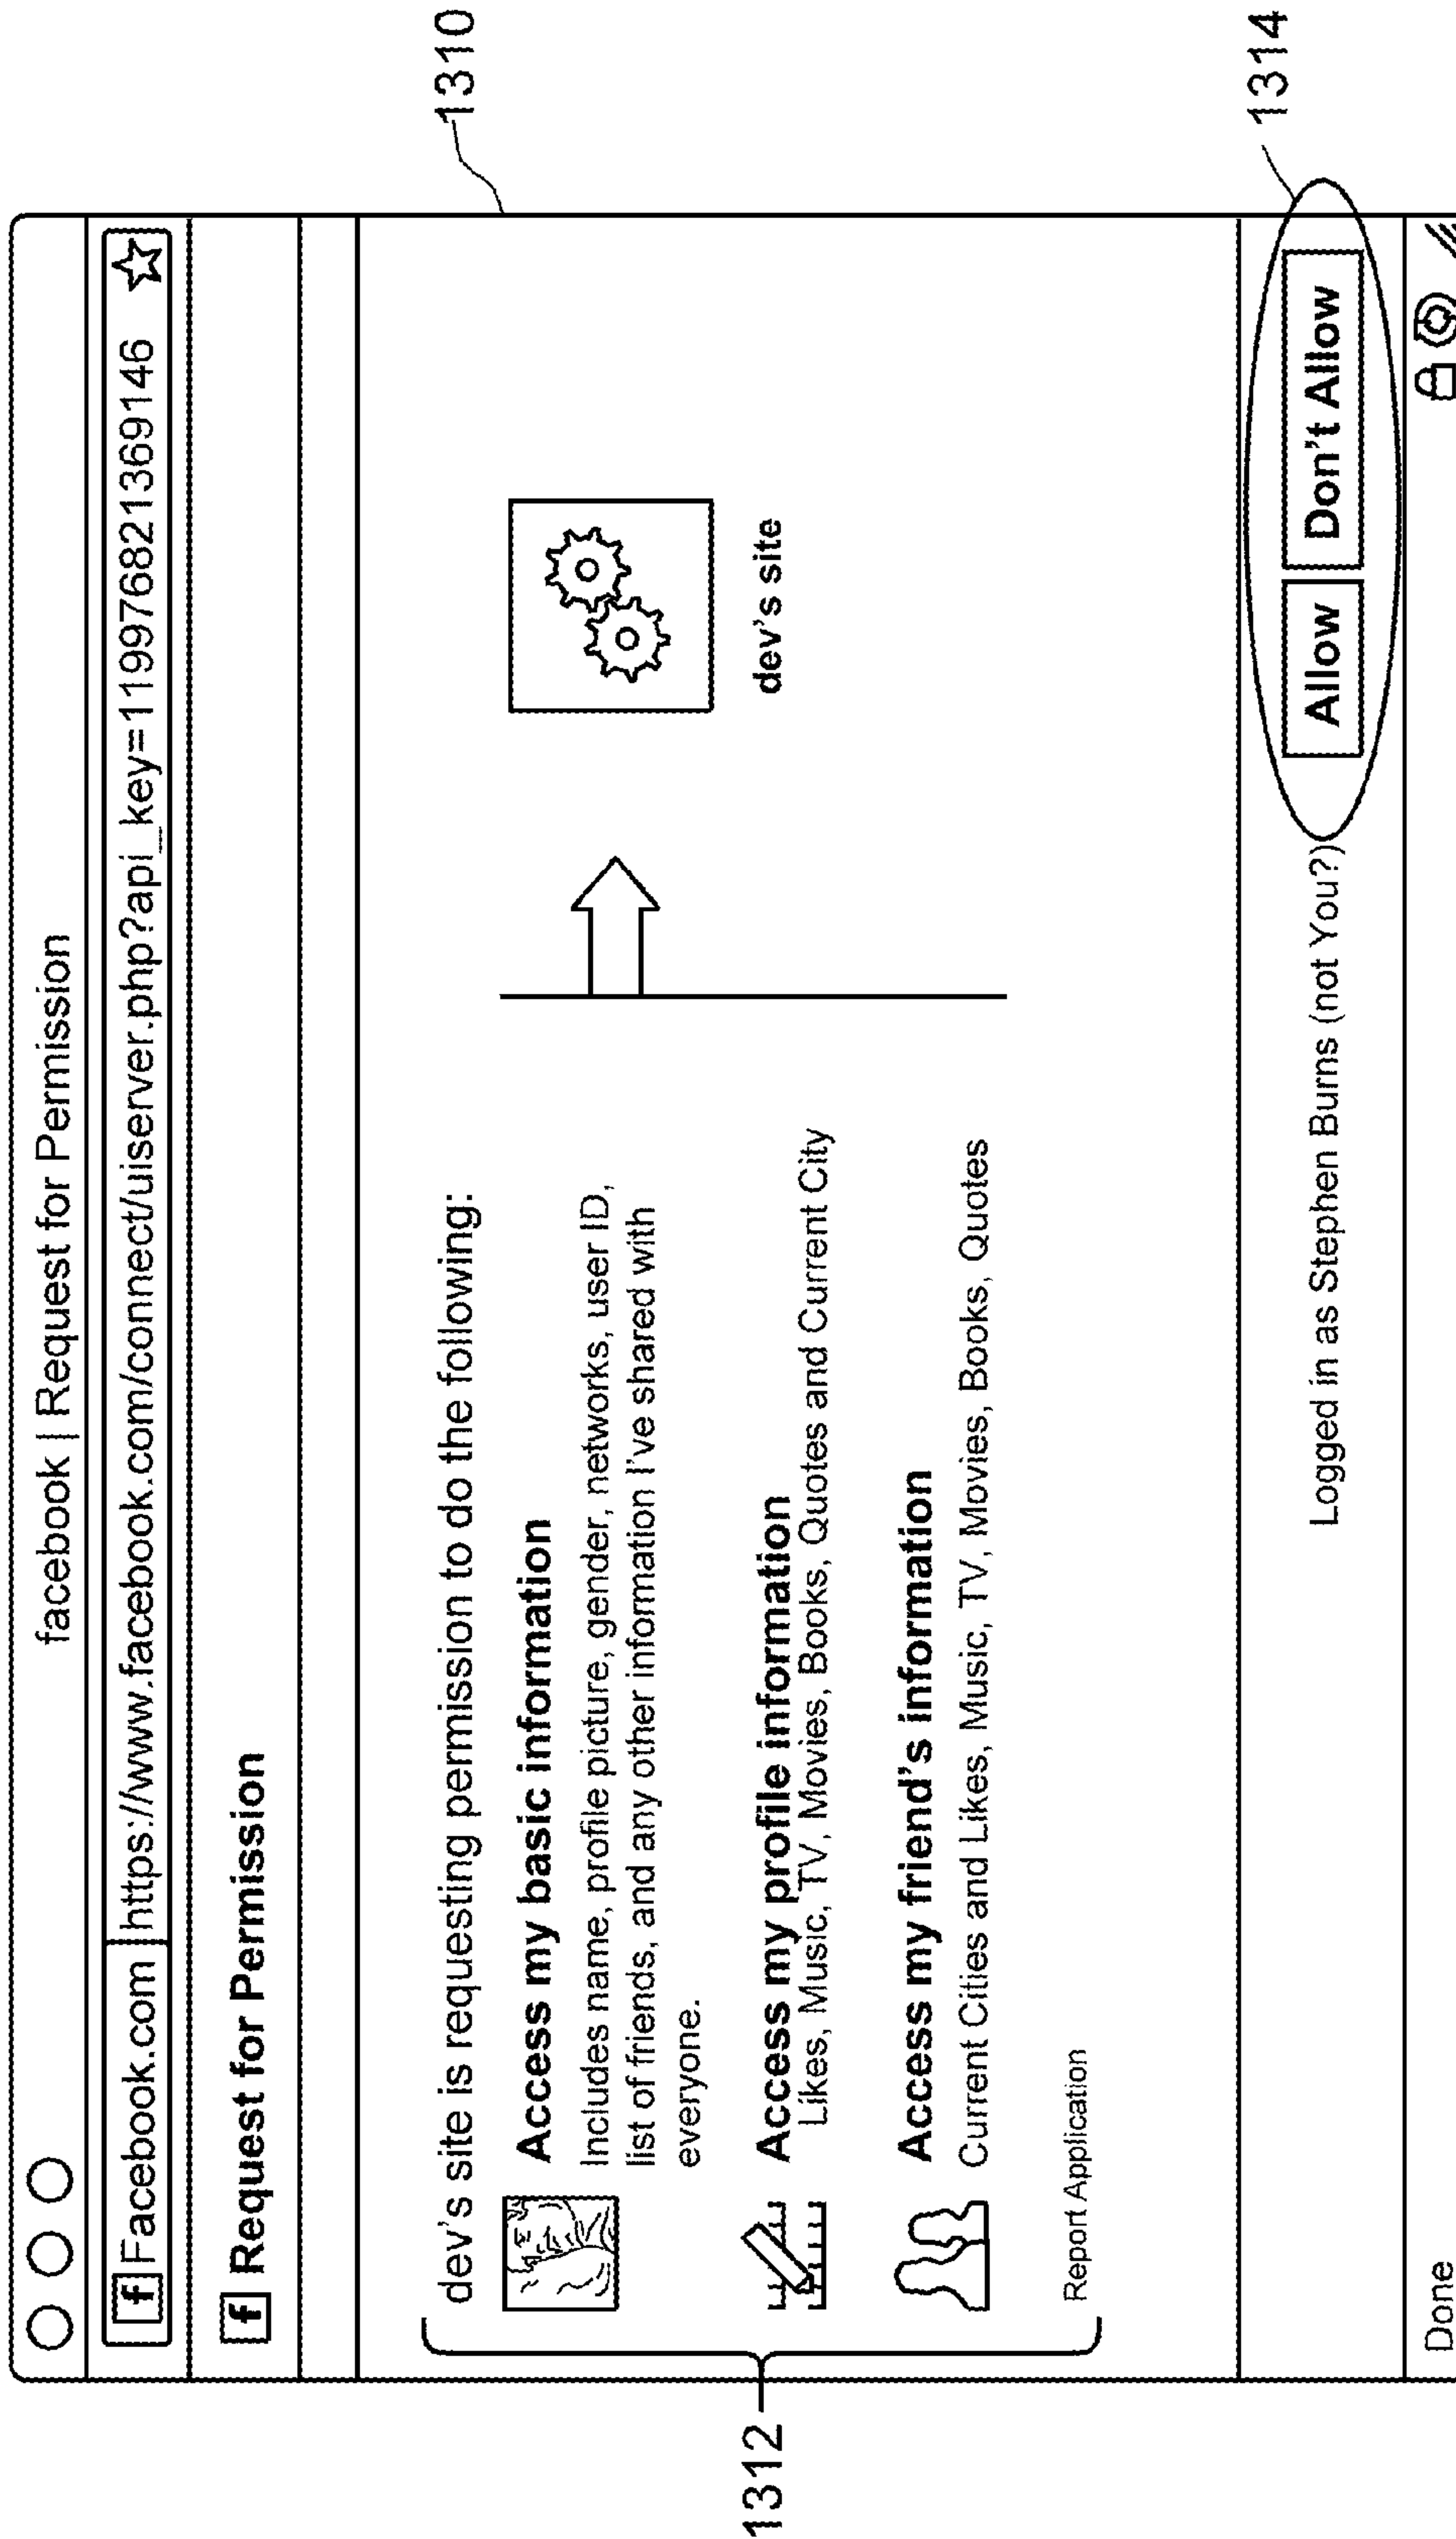 facebook | Request for Permission
f Facebook.com https://www.facebook.com/connect/uiserver.php?api_key=119976821369146
f Request for Permission
1310
dev's site is requesting permission to do the following:
Access my basic information
Includes name, profile picture, gender, networks, user ID,
list of friends, and any other information I've shared with
everyone.
dev's site
1312
Access my profile information
Likes, Music, TV, Movies, Books, Quotes and Current City
Access my friend's information
Current Cities and Likes, Music, TV, Movies, Books, Quotes
Report Application
Logged in as Stephen Burns (not You?)
Allow
Don't Allow
1314
Done